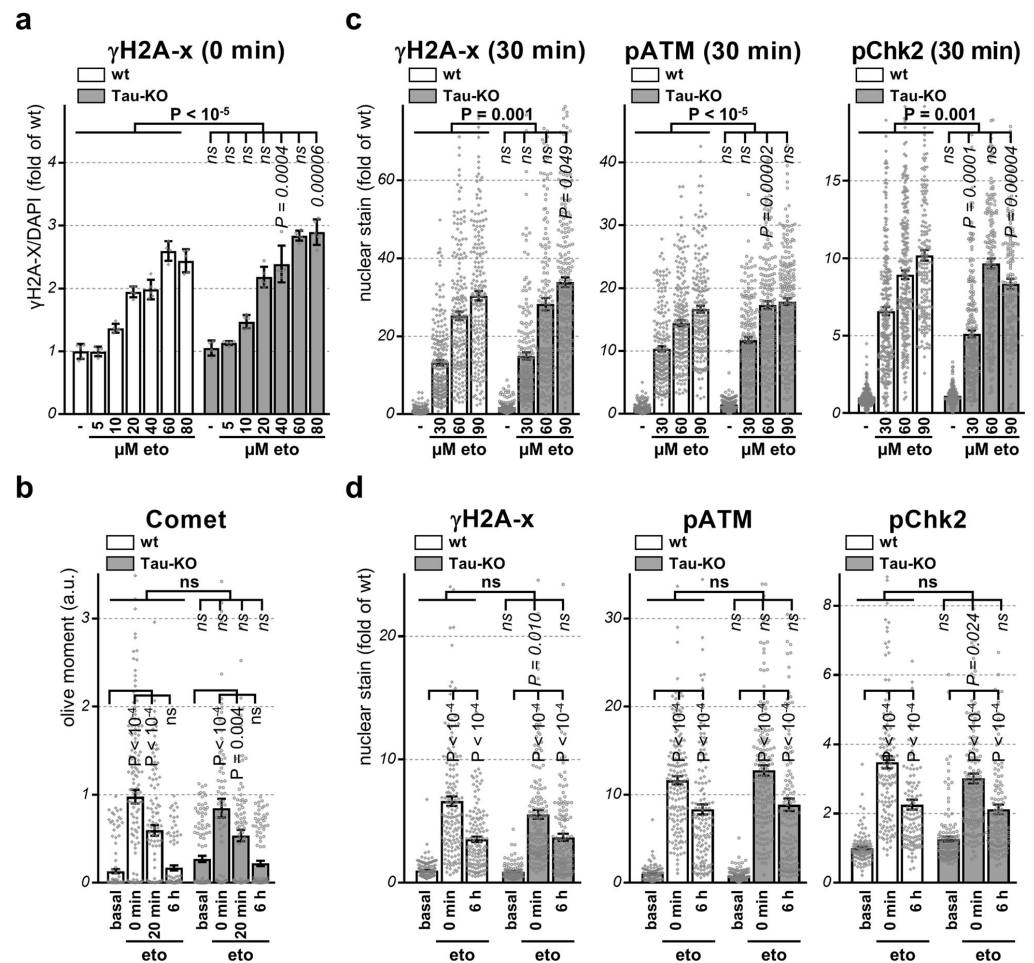 a
γH2A-x (0 min)
wt
Tau-KO
P < 10-5
ns
ns
ns
ns
P = 0.0004
ns
0.00006
γH2A-X/DAPI (fold of wt)
4
3
2
1
0
- 5 10 20 40 60 80 - 5 10 20 40 60 80
µM eto µM eto
c
γH2A-x (30 min)
wt
Tau-KO
P = 0.001
ns
ns
ns
P = 0.049
nuclear stain (fold of wt)
60
40
20
0
- 30 60 90 - 30 60 90
µM eto µM eto
pATM (30 min)
P < 10-5
ns
ns
P = 0.00002
ns
40
30
20
10
0
- 30 60 90 - 30 60 90
µM eto µM eto
pChk2 (30 min)
wt
Tau-KO
P = 0.001
ns
P = 0.0001
ns
P = 0.00004
15
10
5
0
- 30 60 90 - 30 60 90
µM eto µM eto
b
Comet
wt
Tau-KO
ns
ns
ns
ns
ns
P < 10-4
P < 10-4
ns
P < 10-4
P = 0.004
ns
olive moment (a.u.)
3
2
1
0
basal 0 min 20 min 6 h basal 0 min 20 min 6 h
eto eto
d
γH2A-x
wt
Tau-KO
ns
ns
P = 0.010
ns
P < 10-4
P < 10-4
P < 10-4
P < 10-4
nuclear stain (fold of wt)
20
10
0
basal 0 min 6 h basal 0 min 6 h
eto eto
pATM
wt
Tau-KO
ns
ns
ns
ns
P < 10-4
P < 10-4
P < 10-4
P < 10-4
30
20
10
0
basal 0 min 6 h basal 0 min 6 h
eto eto
pChk2
wt
Tau-KO
ns
ns
P = 0.024
ns
P < 10-4
P < 10-4
P < 10-4
P < 10-4
8
6
4
2
0
basal 0 min 6 h basal 0 min 6 h
eto eto